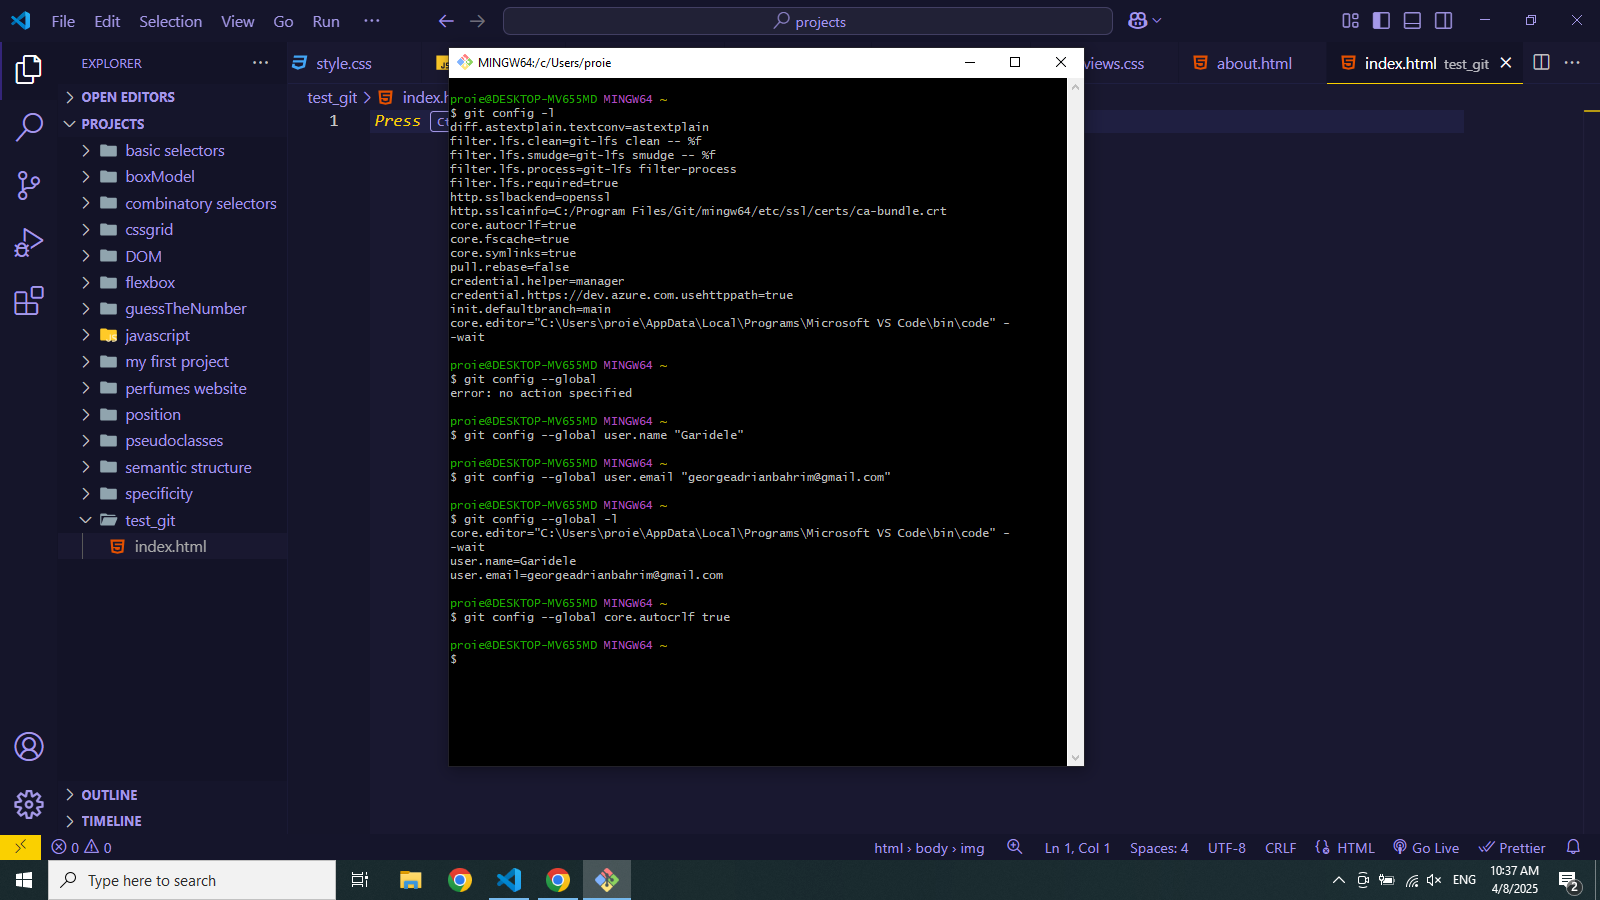 File Edit Selection View Go Run ···
projects
EXPLORER
OPEN EDITORS
PROJECTS
basic selectors
boxModel
combinatory selectors
cssgrid
DOM
flexbox
guessTheNumber
javascript
my first project
perfumes website
position
pseudoclasses
semantic structure
specificity
test_git
index.html
OUTLINE
TIMELINE
style.css
views.css
about.html
index.html test_git
test_git
1
Press
MINGW64:/c/Users/proie
proie@DESKTOP-MV655MD MINGW64 ~
$ git config -l
diff.astextplain.textconv=astextplain
filter.lfs.clean=git-lfs clean -- %f
filter.lfs.smudge=git-lfs smudge -- %f
filter.lfs.process=git-lfs filter-process
filter.lfs.required=true
http.sslbackend=openssl
http.sslcainfo=C:/Program Files/Git/mingw64/etc/ssl/certs/ca-bundle.crt
core.autocrlf=true
core.fscache=true
core.symlinks=true
pull.rebase=false
credential.helper=manager
credential.https://dev.azure.com.usehttppath=true
init.defaultbranch=main
core.editor="C:\Users\proie\AppData\Local\Programs\Microsoft VS Code\bin\code" -
-wait
proie@DESKTOP-MV655MD MINGW64 ~
$ git config --global
error: no action specified
proie@DESKTOP-MV655MD MINGW64 ~
$ git config --global user.name "Garidele"
proie@DESKTOP-MV655MD MINGW64 ~
$ git config --global user.email "georgeadrianbahrim@gmail.com"
proie@DESKTOP-MV655MD MINGW64 ~
$ git config --global -l
core.editor="C:\Users\proie\AppData\Local\Programs\Microsoft VS Code\bin\code" -
-wait
user.name=Garidele
user.email=georgeadrianbahrim@gmail.com
proie@DESKTOP-MV655MD MINGW64 ~
$ git config --global core.autocrlf true
proie@DESKTOP-MV655MD MINGW64 ~
$
0 0
html › body › img
Ln 1, Col 1
Spaces: 4
UTF-8
CRLF
HTML
Go Live
Prettier
Type here to search
ENG
10:37 AM
4/8/2025
2